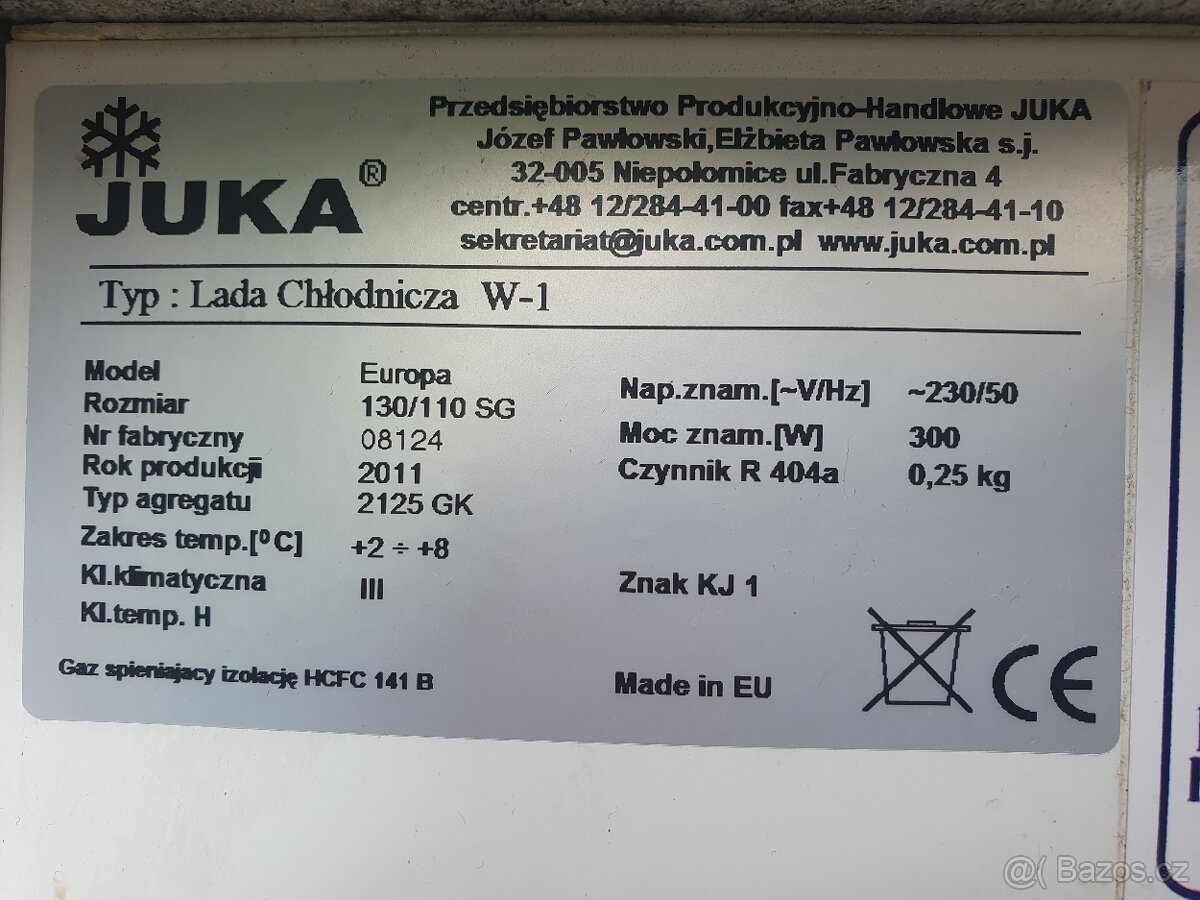 JUKA®
Przedsiębiorstwo Produkcyjno-Handlowe JUKA
Józef Pawłowski,Elżbieta Pawłowska s.j.
32-005 Niepołomice ul.Fabryczna 4
centr.+48 12/284-41-00 fax+48 12/284-41-10
sekretariat@juka.com.pl www.juka.com.pl
Typ : Lada Chłodnicza W-1
Model Europa
Rozmiar 130/110 SG
Nr fabryczny 08124
Rok produkcji 2011
Typ agregatu 2125 GK
Zakres temp.[⁰C] +2 ÷ +8
Kl.klimatyczna III
Kl.temp. H
Gaz spieniajacy izolację HCFC 141 B
Nap.znam.[~V/Hz] ~230/50
Moc znam.[W] 300
Czynnik R 404a 0,25 kg
Znak KJ 1
Made in EU
CE
@( Bazos.cz